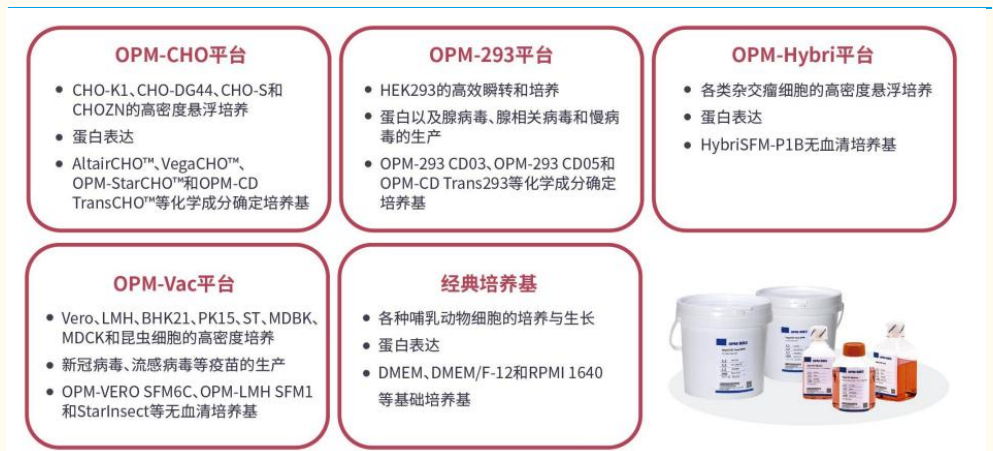 OPM-CHO平台
• CHO-K1、CHO-DG44、CHO-S和
CHOZN的高密度悬浮培养
• 蛋白表达
• AltairCHO™、VegaCHO™、
OPM-StarCHO™和OPM-CD
TransCHO™等化学成分确定培养基
OPM-293平台
• HEK293的高效瞬转和培养
• 蛋白以及腺病毒、腺相关病毒和慢病
毒的生产
• OPM-293 CD03、OPM-293 CD05和
OPM-CD Trans293等化学成分确定
培养基
OPM-Hybri平台
• 各类杂交瘤细胞的高密度悬浮培养
• 蛋白表达
• HybriSFM-P1B无血清培养基
OPM-Vac平台
• Vero、LMH、BHK21、PK15、ST、MDBK、
MDCK和昆虫细胞的高密度培养
• 新冠病毒、流感病毒等疫苗的生产
• OPM-VERO SFM6C、OPM-LMH SFM1
和StarInsect等无血清培养基
经典培养基
• 各种哺乳动物细胞的培养与生长
• 蛋白表达
• DMEM、DMEM/F-12和RPMI 1640
等基础培养基